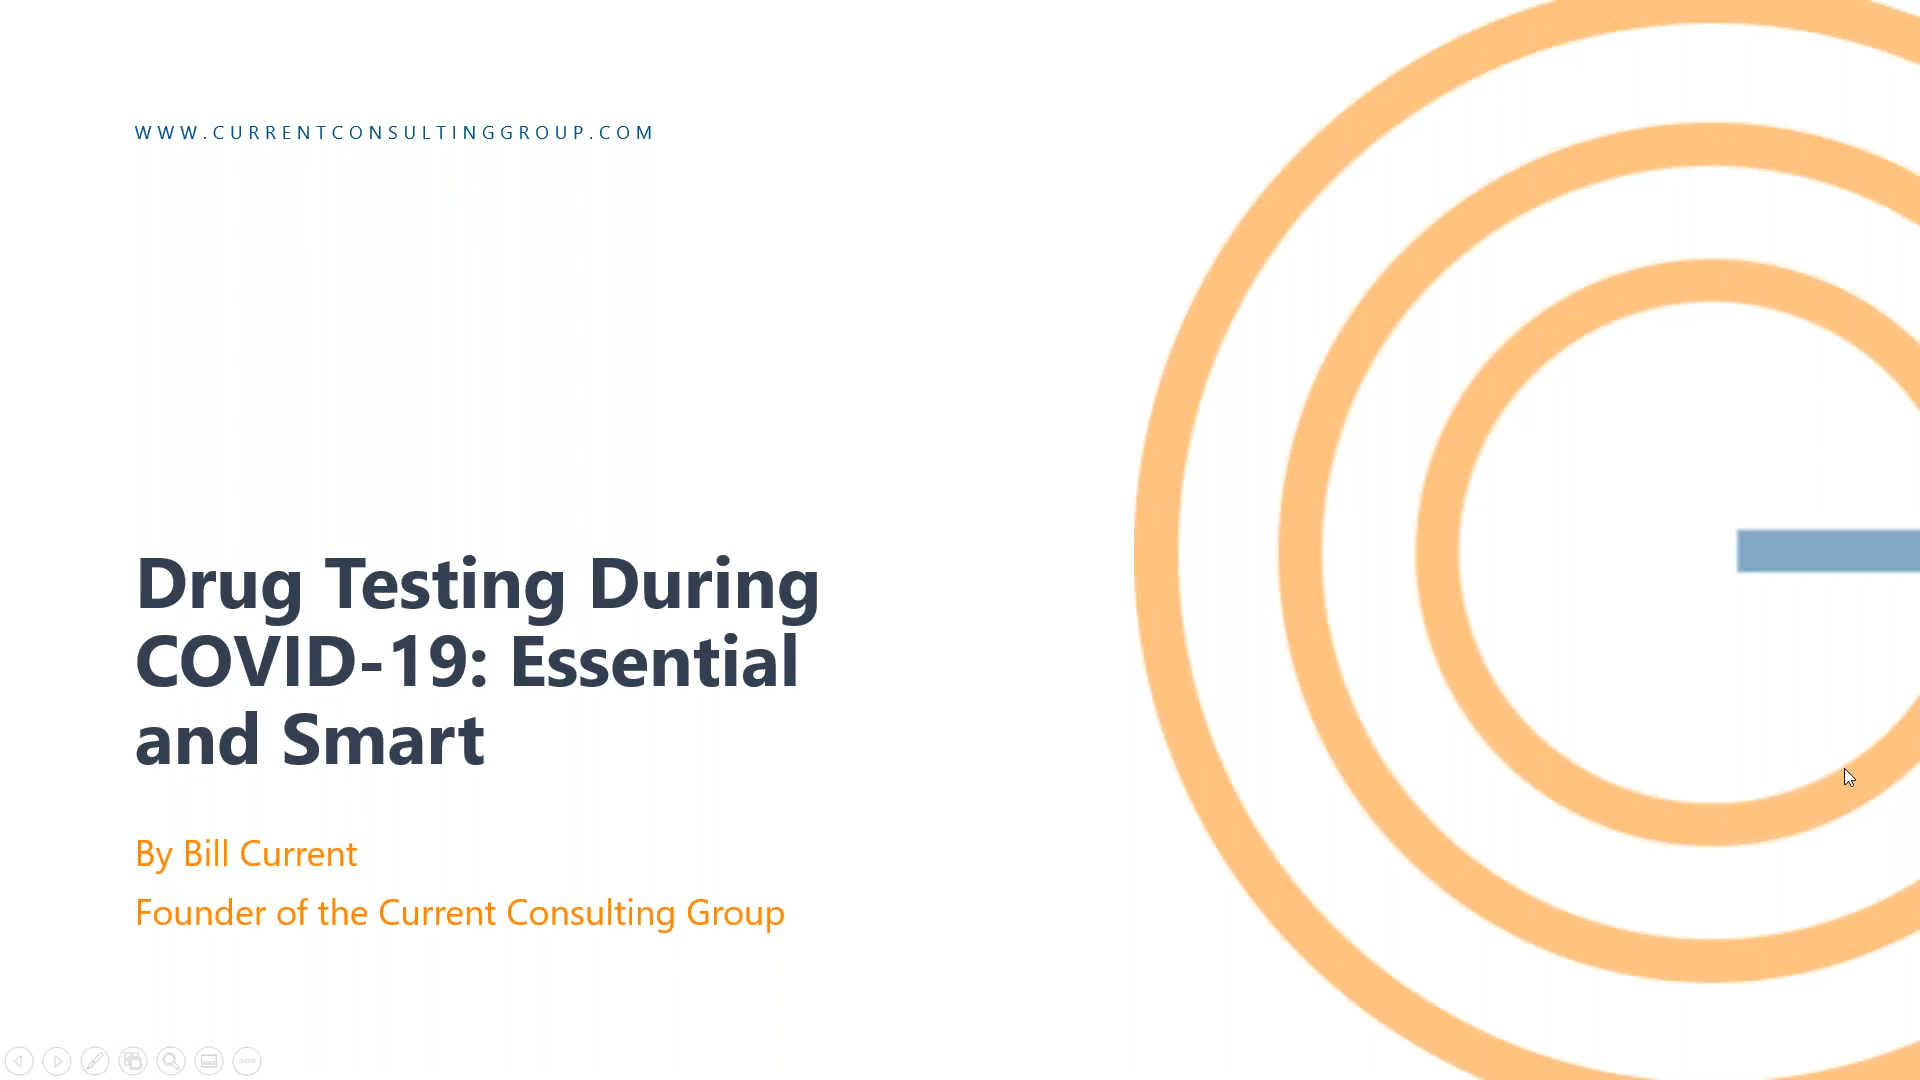 WWW.CURRENTCONSULTINGGROUP.COM
Drug Testing During
COVID-19: Essential
and Smart
By Bill Current
Founder of the Current Consulting Group